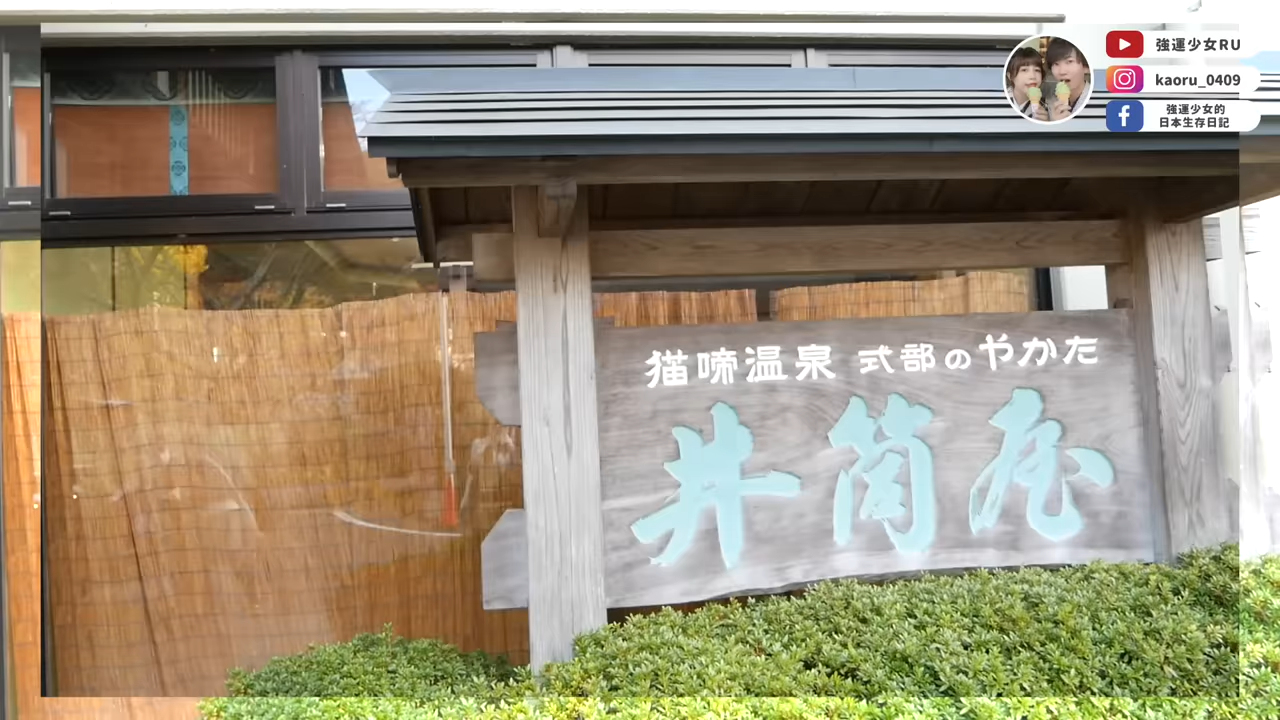 強運少女RU
kaoru_0409
強運少女的
日本生存日記
猫啼温泉 式部のやかた
井筒屋